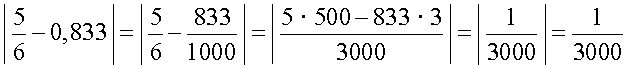 |5/6 − 0,833| = |5/6 − 833/1000| = |(5 · 500 − 833 · 3)/3000| = |1/3000| = 1/3000